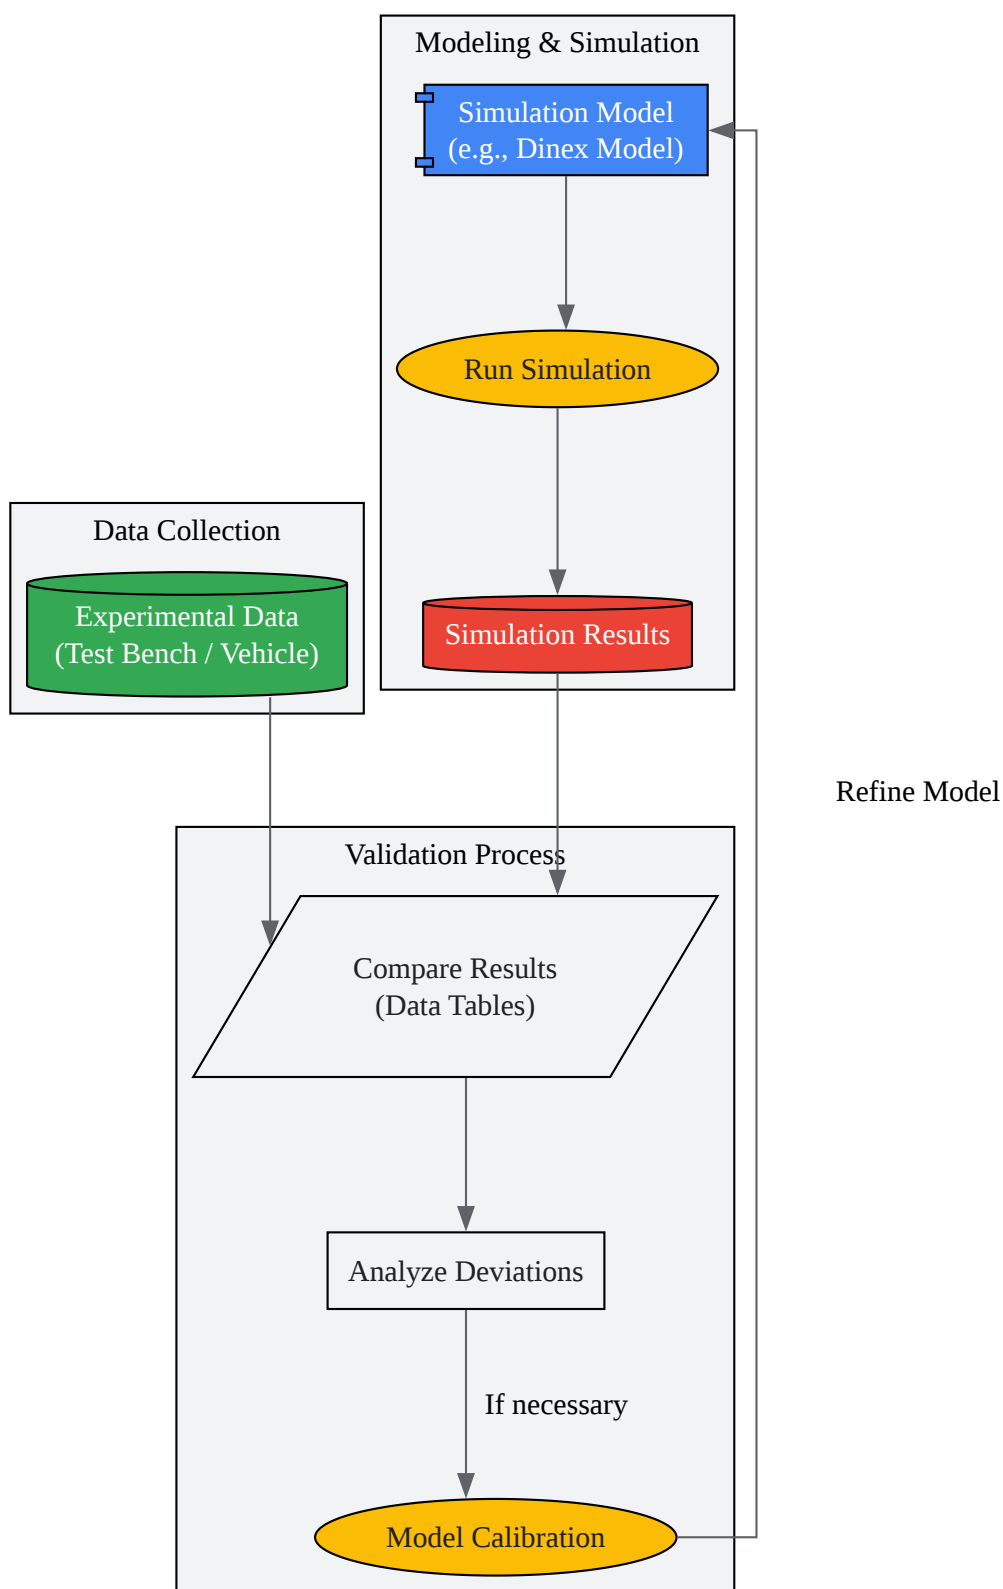 Modeling & Simulation
Simulation Model
(e.g., Dinex Model)
Run Simulation
Data Collection
Experimental Data
(Test Bench / Vehicle)
Simulation Results
Refine Model
Validation Process
Compare Results
(Data Tables)
Analyze Deviations
If necessary
Model Calibration